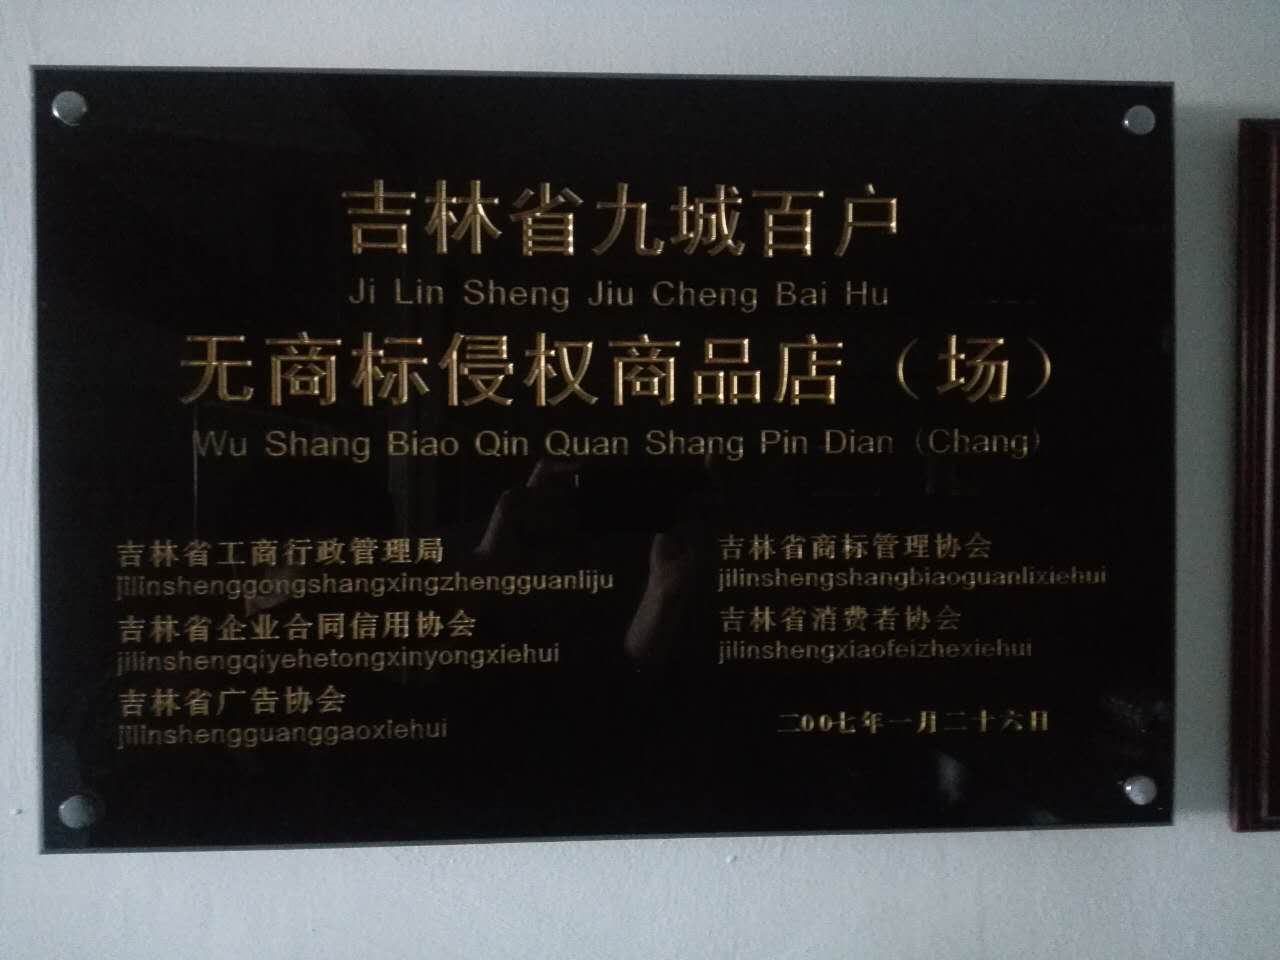 吉林省九城百户
Ji Lin Sheng Jiu Cheng Bai Hu
无商标侵权商品店（场）
Wu Shang Biao Qin Quan Shang Pin Dian (Chang)
吉林省工商行政管理局
jilinshenggongshangxingzhengguanliju
吉林省企业合同信用协会
jilinshengqiyehetongxinyongxiehui
吉林省广告协会
jilinshengguanggaoxiehui
吉林省商标管理协会
jilinshengshangbiaoguanlixiehui
吉林省消费者协会
jilinshengxiaofeizhexiehui
二00七年一月二十六日